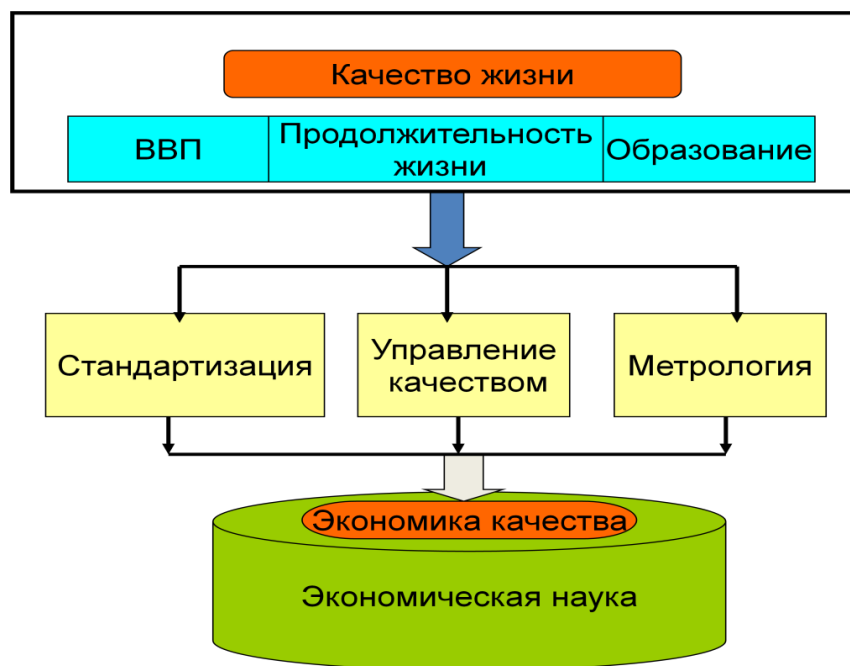 Качество жизни
ВВП
Продолжительность
жизни
Образование
Стандартизация
Управление
качеством
Метрология
Экономика качества
Экономическая наука